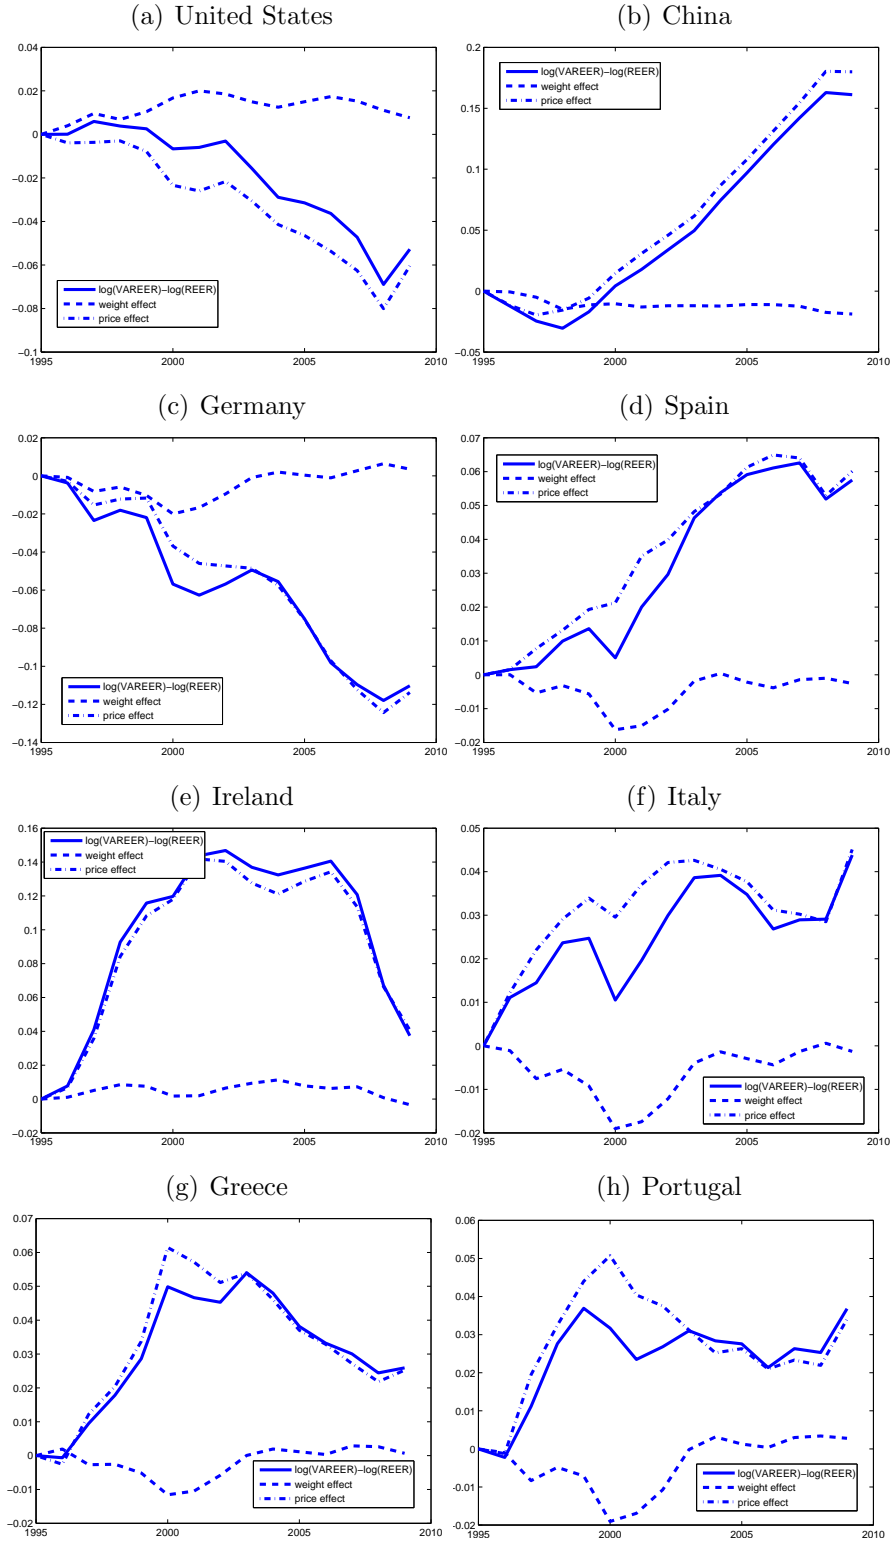 (a) United States
0.04
0.02
0
−0.02
−0.04
−0.06
−0.08
−0.1
1995 2000 2005 2010
log(VAREER)−log(REER)
weight effect
price effect
(b) China
0.2
0.15
0.1
0.05
0
−0.05
1995 2000 2005 2010
log(VAREER)−log(REER)
weight effect
price effect
(c) Germany
0.02
0
−0.02
−0.04
−0.06
−0.08
−0.1
−0.12
−0.14
1995 2000 2005 2010
log(VAREER)−log(REER)
weight effect
price effect
(d) Spain
0.07
0.06
0.05
0.04
0.03
0.02
0.01
0
−0.01
−0.02
1995 2000 2005 2010
log(VAREER)−log(REER)
weight effect
price effect
(e) Ireland
0.16
0.14
0.12
0.1
0.08
0.06
0.04
0.02
0
−0.02
1995 2000 2005 2010
log(VAREER)−log(REER)
weight effect
price effect
(f) Italy
0.05
0.04
0.03
0.02
0.01
0
−0.01
−0.02
1995 2000 2005 2010
log(VAREER)−log(REER)
weight effect
price effect
(g) Greece
0.07
0.06
0.05
0.04
0.03
0.02
0.01
0
−0.01
−0.02
1995 2000 2005 2010
log(VAREER)−log(REER)
weight effect
price effect
(h) Portugal
0.06
0.05
0.04
0.03
0.02
0.01
0
−0.01
−0.02
1995 2000 2005 2010
log(VAREER)−log(REER)
weight effect
price effect